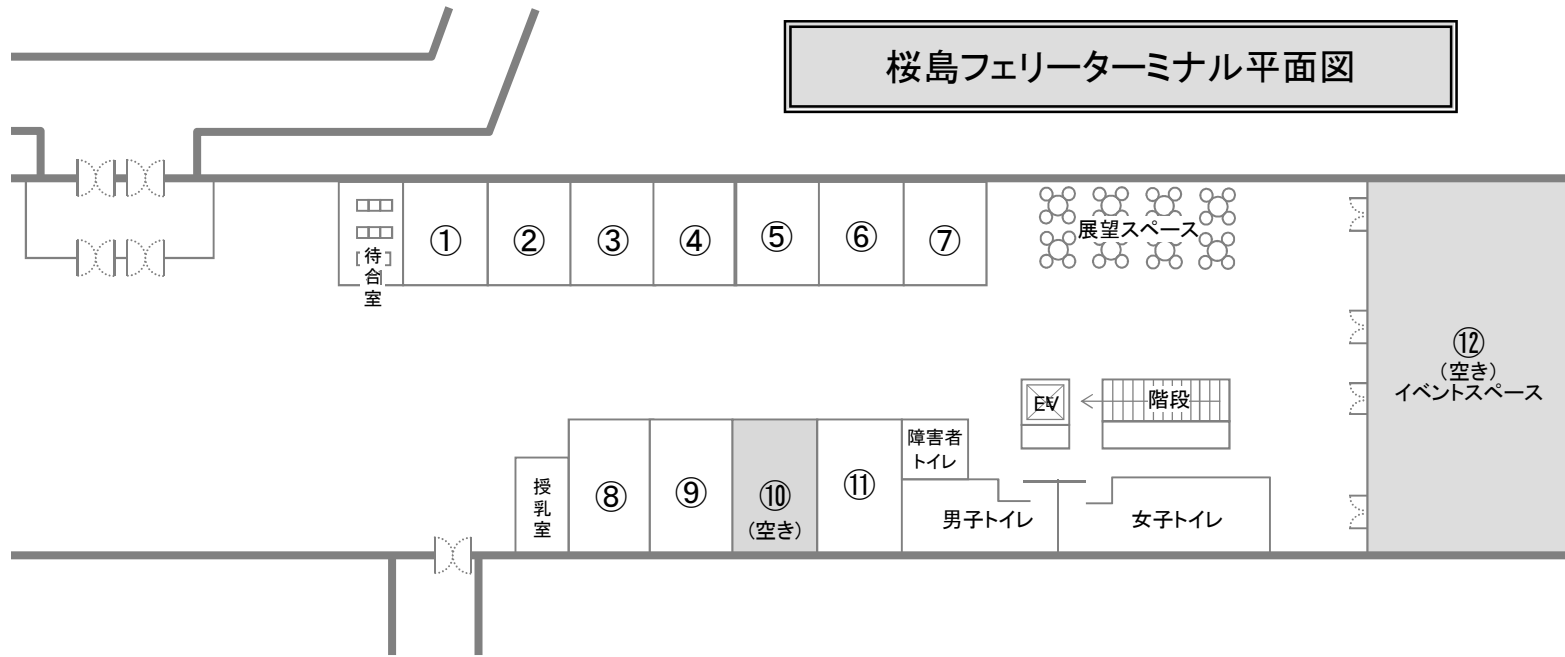 桜島フェリーターミナル平面図
待合室
①
②
③
④
⑤
⑥
⑦
展望スペース
⑫
(空き)
イベントスペース
EV
階段
授乳室
⑧
⑨
⑩
(空き)
⑪
障害者
トイレ
男子トイレ
女子トイレ